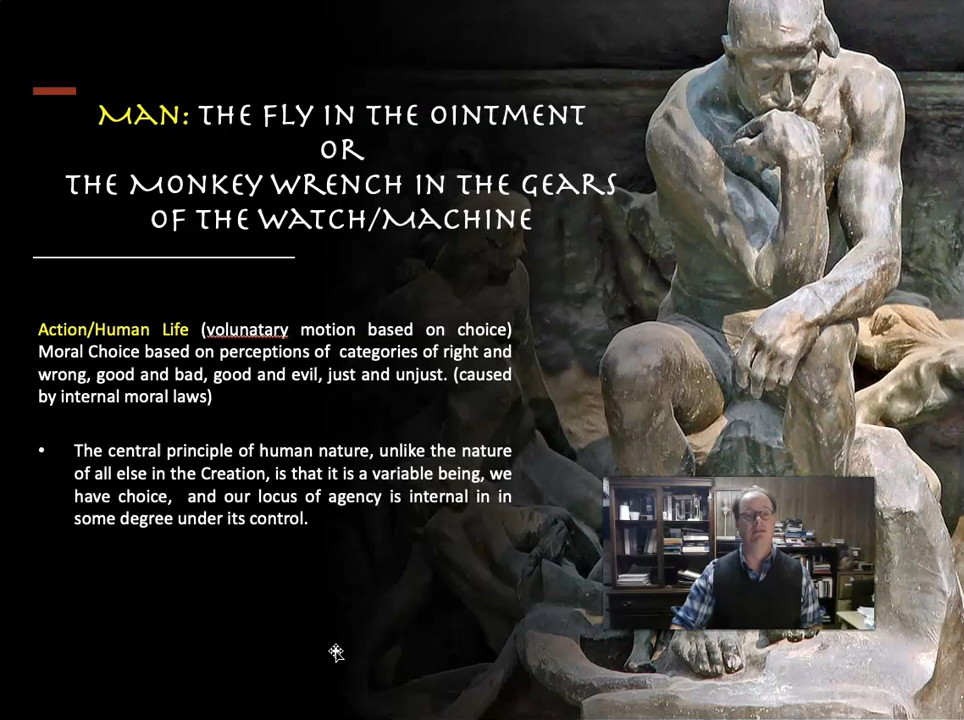 Man: THE FLY IN THE OINTMENT
OR
THE MONKEY WRENCH IN THE GEARS
OF THE WATCH/MACHINE
Action/Human Life (volunatary motion based on choice)
Moral Choice based on perceptions of categories of right and
wrong, good and bad, good and evil, just and unjust. (caused
by internal moral laws)
• The central principle of human nature, unlike the nature
of all else in the Creation, is that it is a variable being, we
have choice, and our locus of agency is internal in in
some degree under its control.